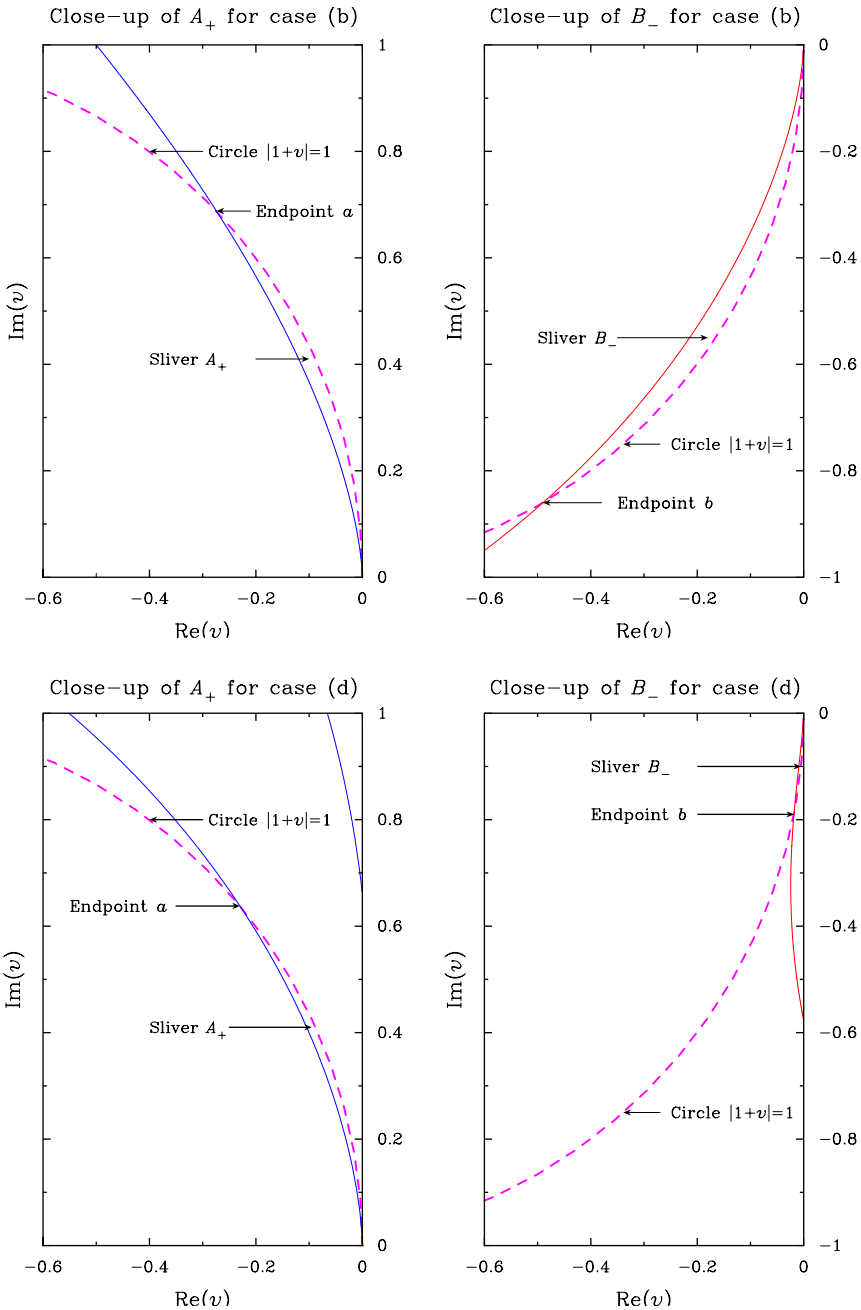 Close-up of A₊ for case (b)
Close-up of B₋ for case (b)
1
0
Circle |1+v|=1
0.8
−0.2
Endpoint a
0.6
−0.4
Im(v)
Im(v)
Sliver A₊
0.4
Sliver B₋
−0.6
0.2
Circle |1+v|=1
−0.8
Endpoint b
0
−1
−0.6 −0.4 −0.2 0
−0.6 −0.4 −0.2 0
Re(v)
Re(v)
Close-up of A₊ for case (d)
Close-up of B₋ for case (d)
1
0
Sliver B₋
Circle |1+v|=1
0.8
Endpoint b
−0.2
Endpoint a
0.6
−0.4
Im(v)
Im(v)
Sliver A₊
0.4
−0.6
0.2
Circle |1+v|=1
−0.8
0
−1
−0.6 −0.4 −0.2 0
−0.6 −0.4 −0.2 0
Re(v)
Re(v)